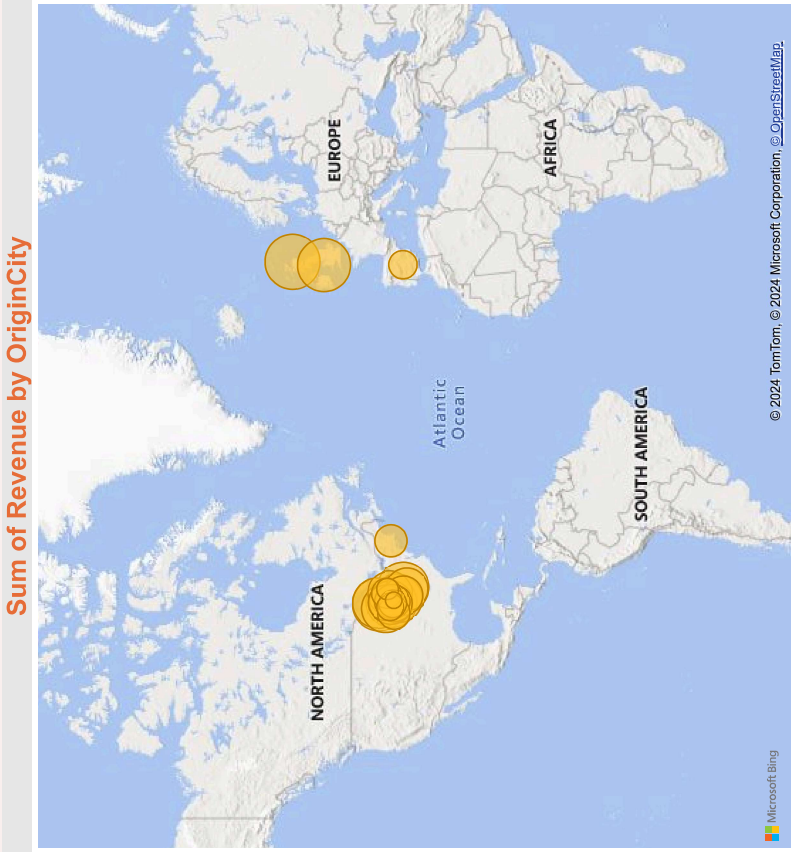 Sum of Revenue by OriginCity
NORTH AMERICA
EUROPE
Atlantic
Ocean
AFRICA
SOUTH AMERICA
Microsoft Bing
© 2024 TomTom, © 2024 Microsoft Corporation, © OpenStreetMap